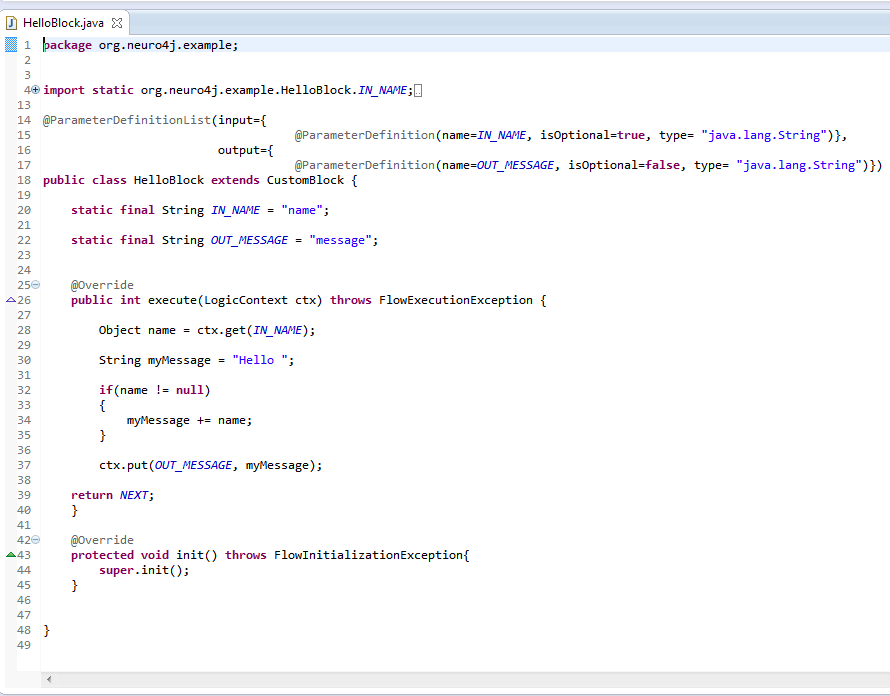 HelloBlock.java
1 package org.neuro4j.example;
2
3
4 import static org.neuro4j.example.HelloBlock.IN_NAME;
13
14 @ParameterDefinitionList(input={
15                                     @ParameterDefinition(name=IN_NAME, isOptional=true, type= "java.lang.String")},
16                          output={
17                                     @ParameterDefinition(name=OUT_MESSAGE, isOptional=false, type= "java.lang.String")})
18 public class HelloBlock extends CustomBlock {
19
20     static final String IN_NAME = "name";
21
22     static final String OUT_MESSAGE = "message";
23
24
25     @Override
26     public int execute(LogicContext ctx) throws FlowExecutionException {
27
28         Object name = ctx.get(IN_NAME);
29
30         String myMessage = "Hello ";
31
32         if(name != null)
33         {
34             myMessage += name;
35         }
36
37         ctx.put(OUT_MESSAGE, myMessage);
38
39     return NEXT;
40     }
41
42     @Override
43     protected void init() throws FlowInitializationException{
44         super.init();
45     }
46
47
48 }
49